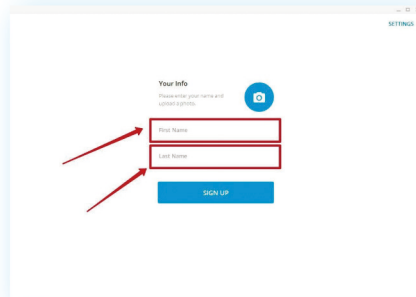 SETTINGS
Your Info
Please enter your name and
upload a photo.
First Name
Last Name
SIGN UP